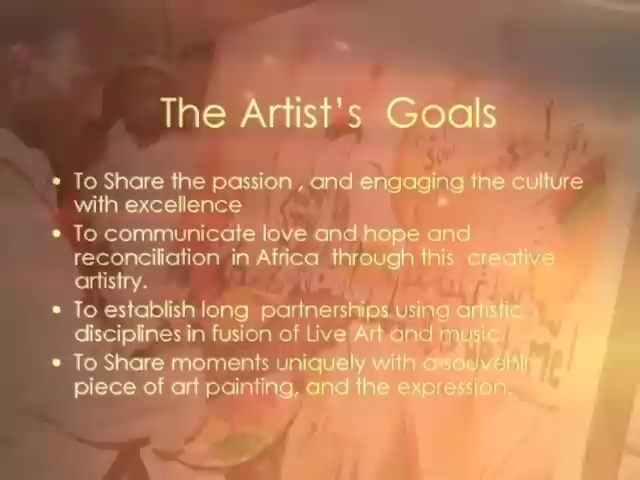 The Artist's  Goals
• To Share the passion , and engaging the culture
with excellence
• To communicate love and hope and
reconciliation  in Africa  through this  creative
artistry.
• To establish long  partnerships using artistic
disciplines in fusion of Live Art and music.
• To Share moments uniquely with a souvenir
piece of art painting, and the expression.